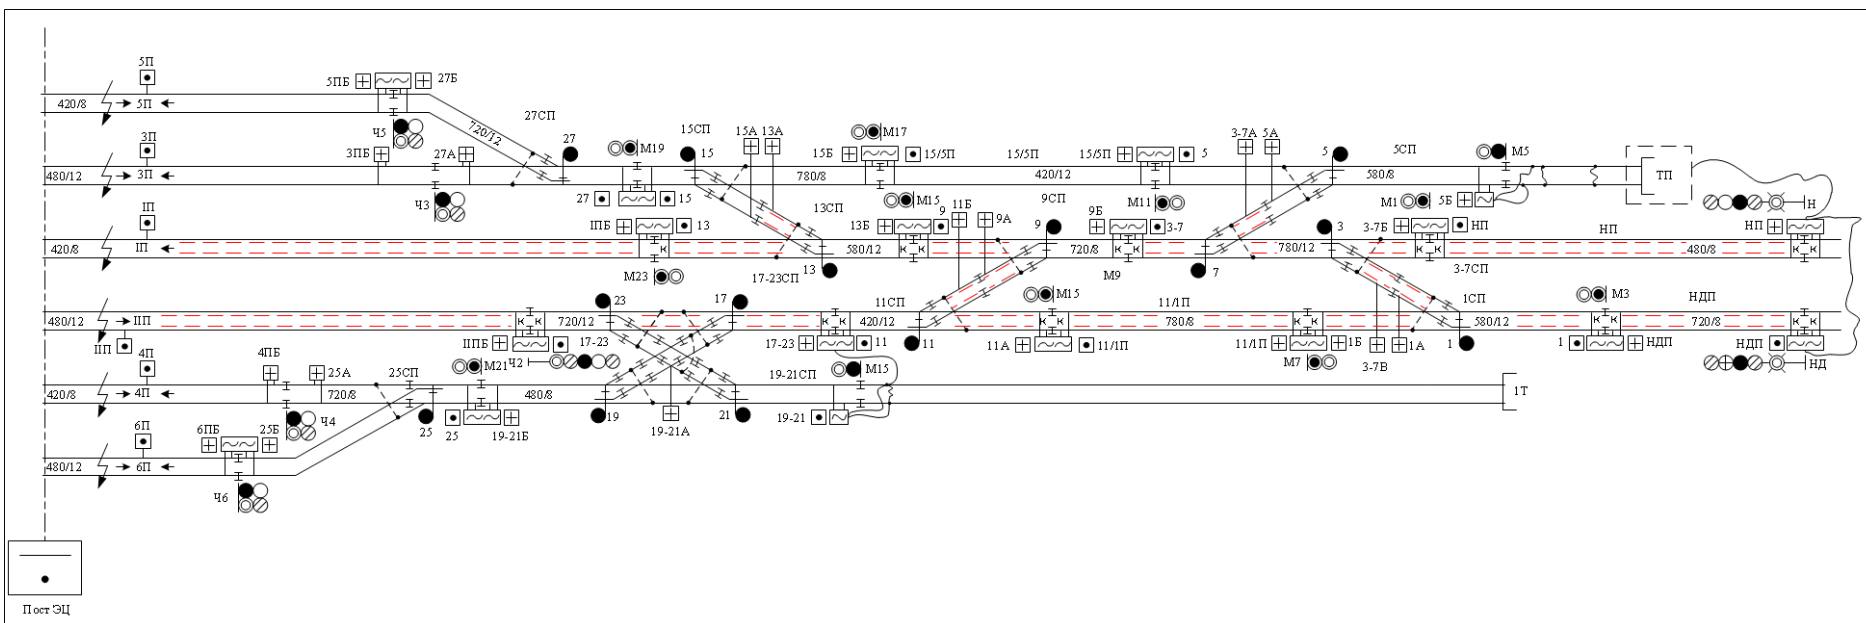 5П
5ПБ
27Б
420/8
5П
Ч5
720/12
27СП
3П
3ПБ
27А
27
М19
15СП
15
15А
13А
М17
15Б
15/5П
15/5П
15/5П
5
3-7А
5А
5
5СП
М5
ТП
480/12
3П
Ч3
27
15
780/8
420/12
580/8
М15
М11
М1
5Б
Н
IП
IПБ
13
13СП
13Б
9
11Б
9А
9СП
9
9Б
3-7
3
3-7Б
НП
НП
НП
420/8
IП
М23
17-23СП
13
580/12
720/8
М9
7
780/12
3-7СП
480/8
480/12
IIП
IIП
IIПБ
Ч2
23
720/12
17-23
17
17-23
11СП
420/12
11
11
М15
11А
11/1П
11/1П
780/8
11/1П
М7
1Б
3-7В
1А
1СП
1
580/12
М3
1
НДП
НДП
720/8
НДП
НД
4П
4ПБ
25А
25СП
М21
420/8
4П
720/8
Ч4
25
25
19-21Б
480/8
19
19-21А
21
19-21СП
М15
19-21
1Т
6П
6ПБ
25Б
480/12
6П
Ч6
Пост ЭЦ